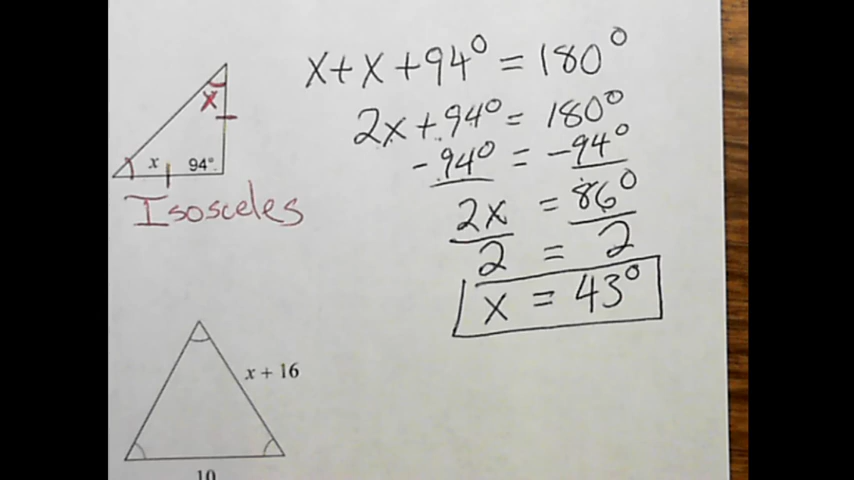 x+x+94°=180°
2x+94°=180°
-94°=-94°
2x = 86°
2 = 2
x = 43°
x
x 94°
Isosceles
x + 16
10